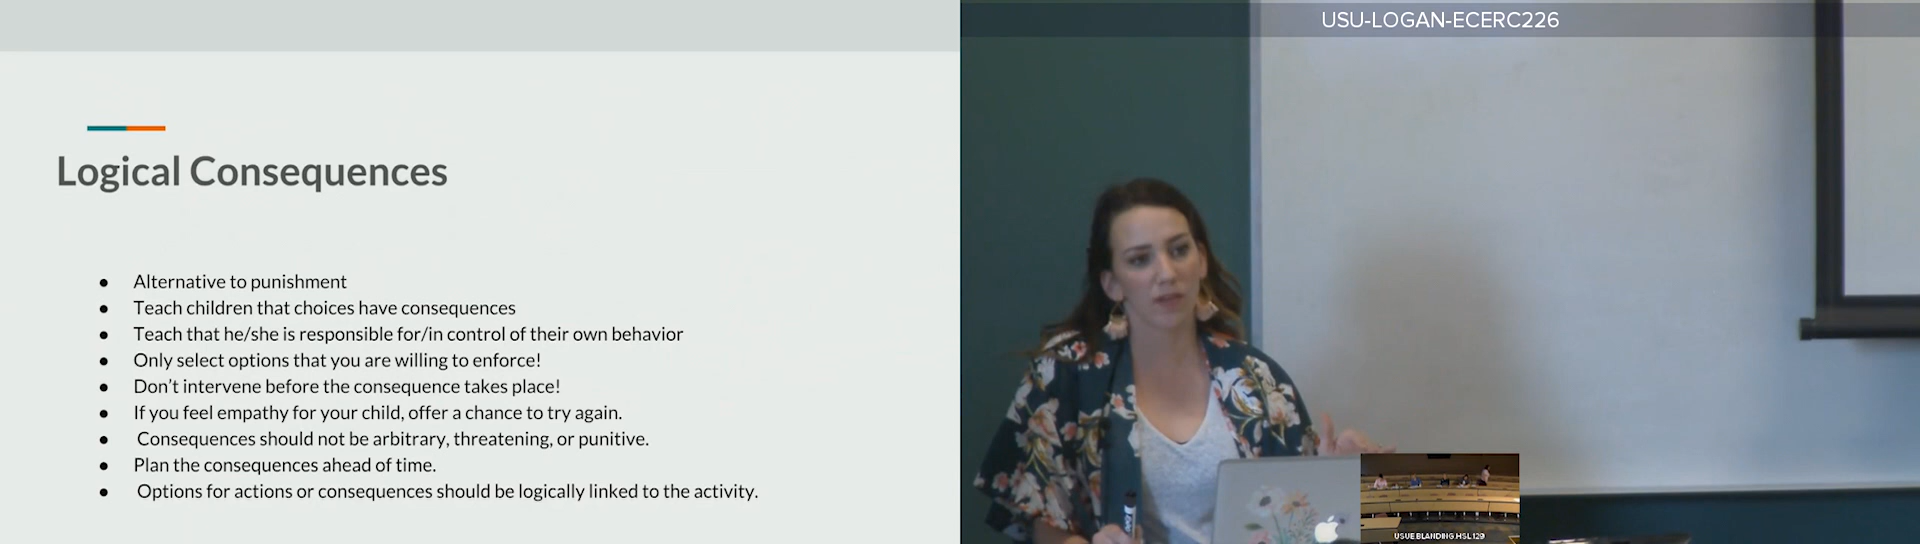 USU-LOGAN-ECERC226
Logical Consequences
● Alternative to punishment
● Teach children that choices have consequences
● Teach that he/she is responsible for/in control of their own behavior
● Only select options that you are willing to enforce!
● Don’t intervene before the consequence takes place!
● If you feel empathy for your child, offer a chance to try again.
● Consequences should not be arbitrary, threatening, or punitive.
● Plan the consequences ahead of time.
● Options for actions or consequences should be logically linked to the activity.
USUE.BLANDING.HSL129